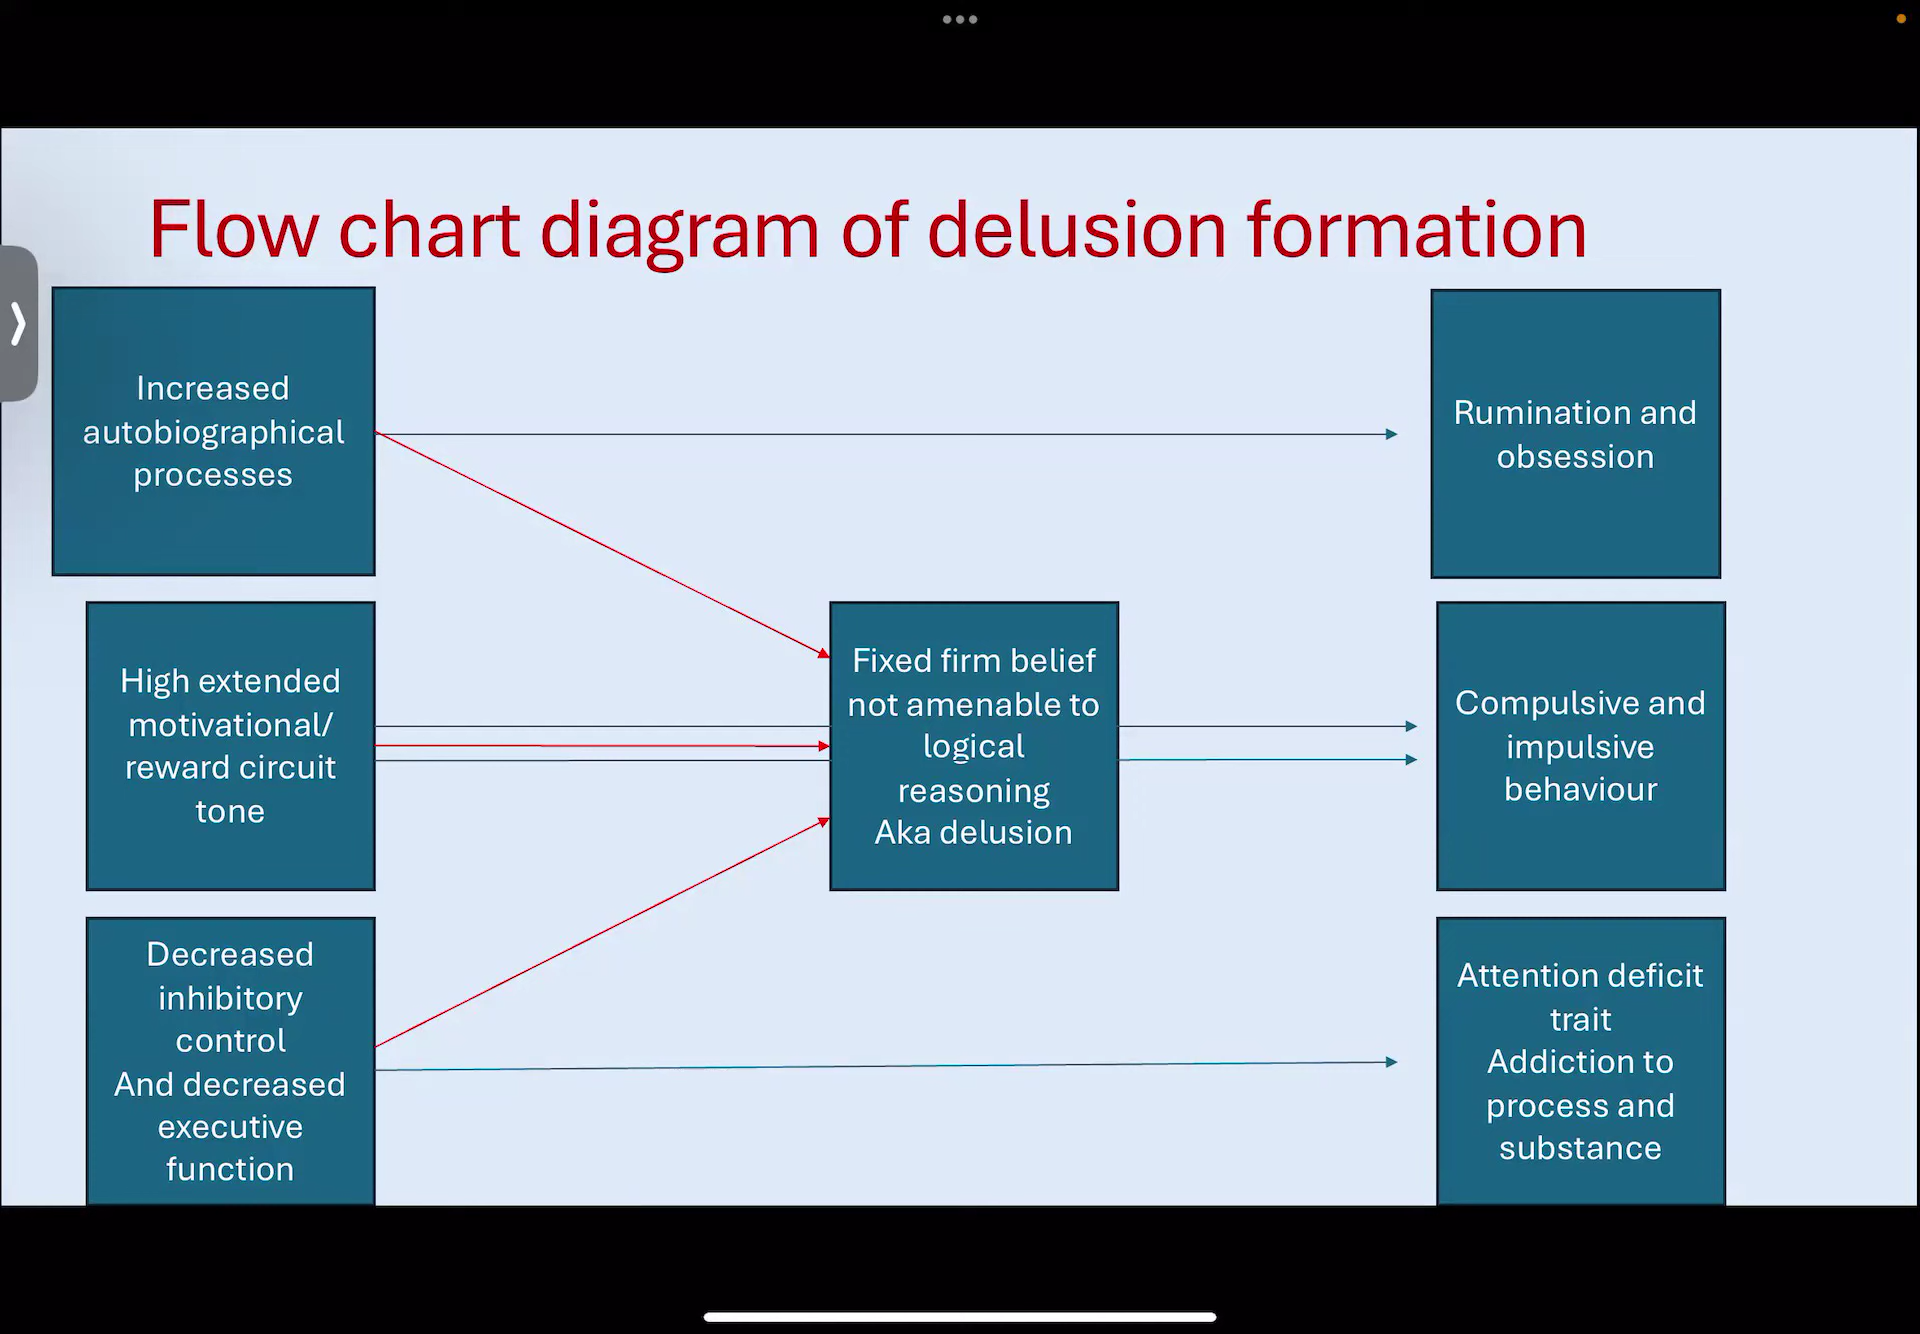 Flow chart diagram of delusion formation
Increased
autobiographical
processes
Rumination and
obsession
High extended
motivational/
reward circuit
tone
Fixed firm belief
not amenable to
logical
reasoning
Aka delusion
Compulsive and
impulsive
behaviour
Decreased
inhibitory
control
And decreased
executive
function
Attention deficit
trait
Addiction to
process and
substance